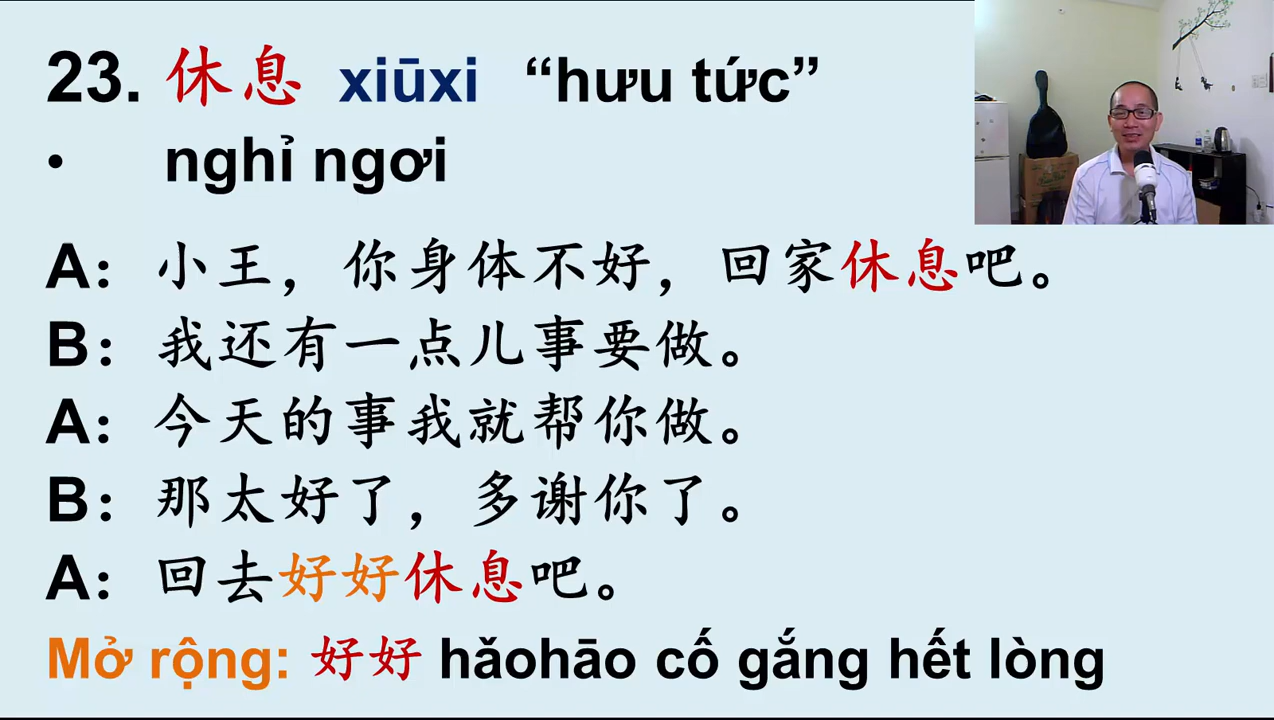 23. 休息 xiūxi “hưu tức”
• nghỉ ngơi
A：小王，你身体不好，回家休息吧。
B：我还有一点儿事要做。
A：今天的事我就帮你做。
B：那太好了，多谢你了。
A：回去好好休息吧。
Mở rộng: 好好 hǎohāo cố gắng hết lòng